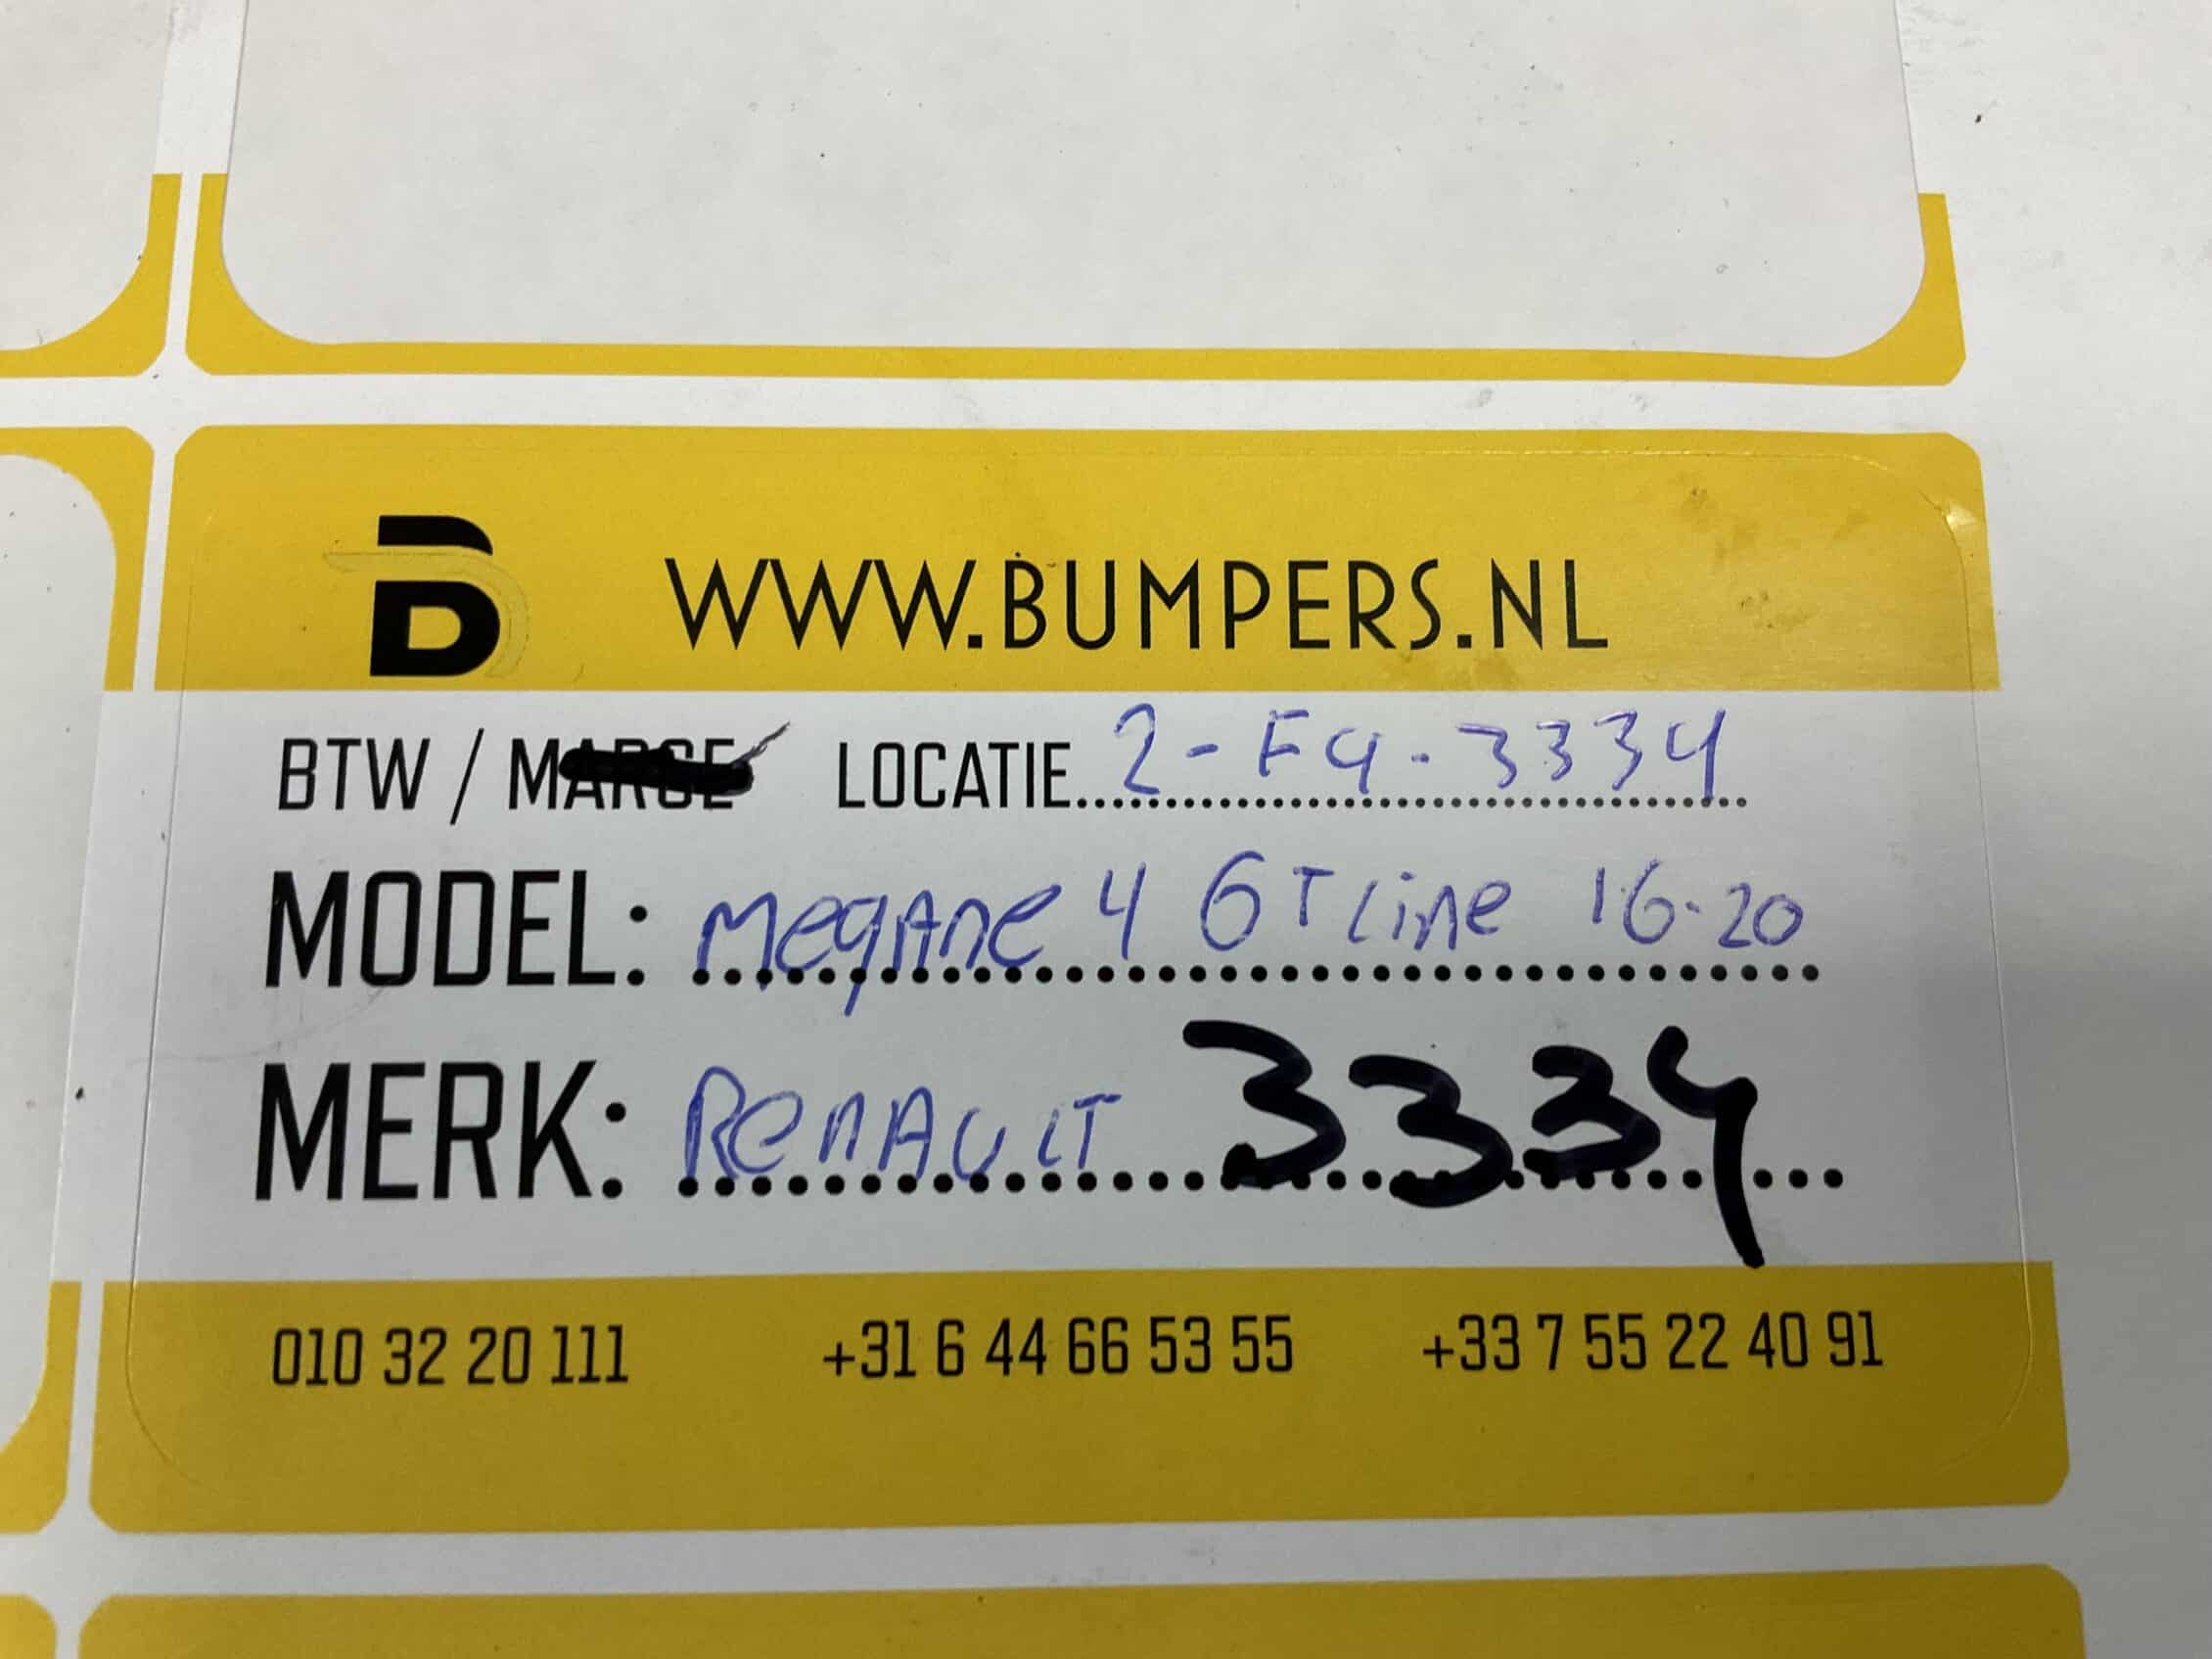 B WWW.BUMPERS.NL
BTW / MARGE LOCATIE 2-F4-3334
MODEL: Megane 4 GT Line 16-20
MERK: Renault 3334
010 32 20 111 +31 6 44 66 53 55 +33 7 55 22 40 91